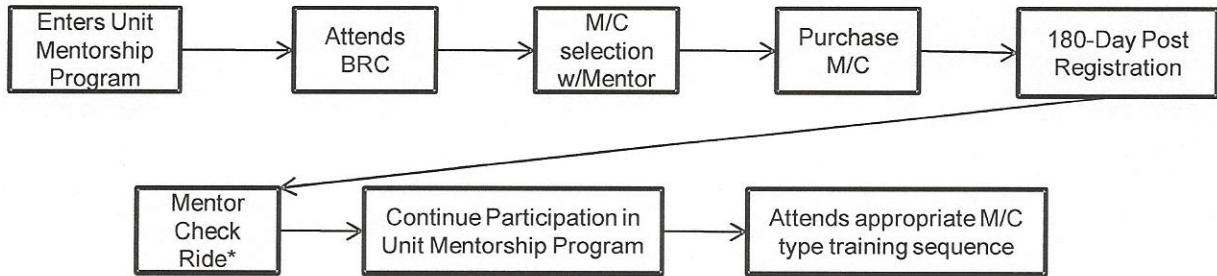 Enters Unit
Mentorship
Program
Attends
BRC
M/C
selection
w/Mentor
Purchase
M/C
180-Day Post
Registration
Mentor
Check
Ride*
Continue Participation in
Unit Mentorship Program
Attends appropriate M/C
type training sequence